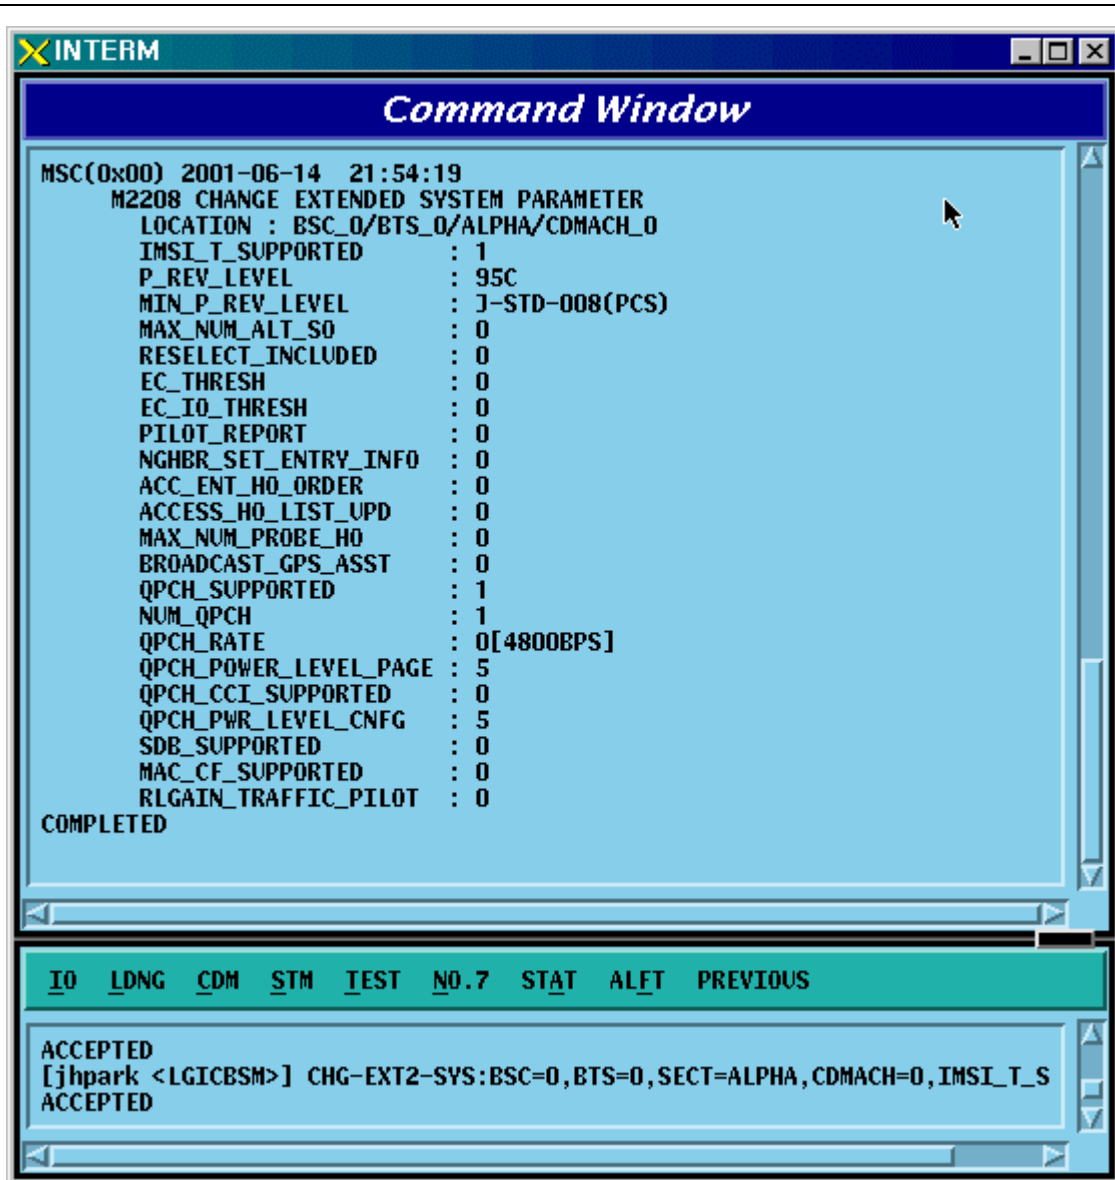 INTERM
Command Window
MSC(0x00) 2001-06-14 21:54:19
M2208 CHANGE EXTENDED SYSTEM PARAMETER
LOCATION : BSC_0/BTS_0/ALPHA/CDMACH_0
IMSI_T_SUPPORTED : 1
P_REV_LEVEL : 95C
MIN_P_REV_LEVEL : J-STD-008(PCS)
MAX_NUM_ALT_SO : 0
RESELECT_INCLUDED : 0
EC_THRESH : 0
EC_IO_THRESH : 0
PILOT_REPORT : 0
NGHBR_SET_ENTRY_INFO : 0
ACC_ENT_HO_ORDER : 0
ACCESS_HO_LIST_UPD : 0
MAX_NUM_PROBE_HO : 0
BROADCAST_GPS_ASST : 0
QPCH_SUPPORTED : 1
NUM_QPCH : 1
QPCH_RATE : 0[4800BPS]
QPCH_POWER_LEVEL_PAGE : 5
QPCH_CCI_SUPPORTED : 0
QPCH_PWR_LEVEL_CNFG : 5
SDB_SUPPORTED : 0
MAC_CF_SUPPORTED : 0
RLGAIN_TRAFFIC_PILOT : 0
COMPLETED
IO LDNG CDM STM TEST NO.7 STAT ALFT PREVIOUS
ACCEPTED
[jhpark <LGICBSM>] CHG-EXT2-SYS:BSC=0,BTS=0,SECT=ALPHA,CDMACH=0,IMSI_T_S
ACCEPTED